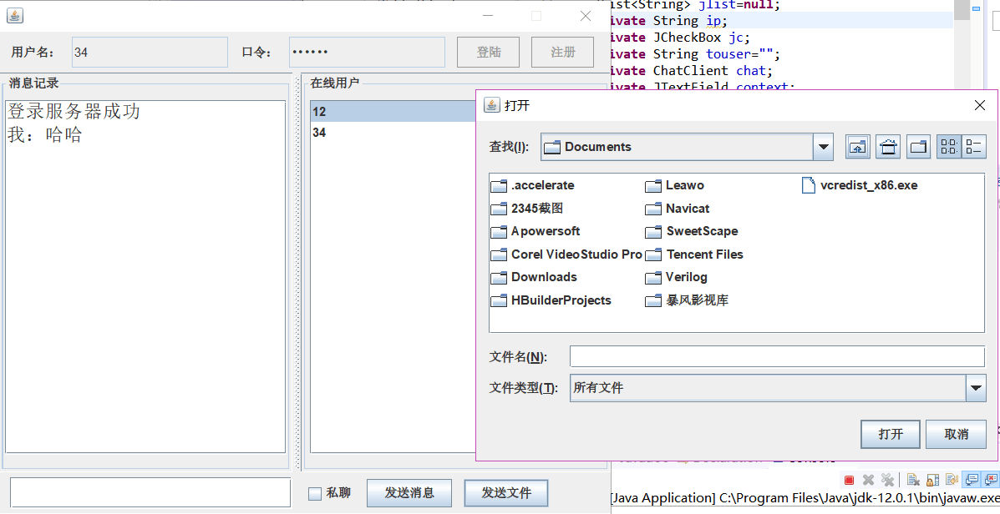 用户名:
34
口令:
••••••
登陆
注册
消息记录
登录服务器成功
我: 哈哈
在线用户
12
34
私聊
发送消息
发送文件
ist<String> jlist=null;
ivate String ip;
ivate JCheckBox jc;
ivate String touser="";
ivate ChatClient chat;
ivate JTextField context;
打开
查找(I):
Documents
.accelerate
2345截图
Apowersoft
Corel VideoStudio Pro
Downloads
HBuilderProjects
Leawo
Navicat
SweetScape
Tencent Files
Verilog
暴风影视库
vcredist_x86.exe
文件名(N):
文件类型(T):
所有文件
打开
取消
[Java Application] C:\Program Files\Java\jdk-12.0.1\bin\javaw.exe